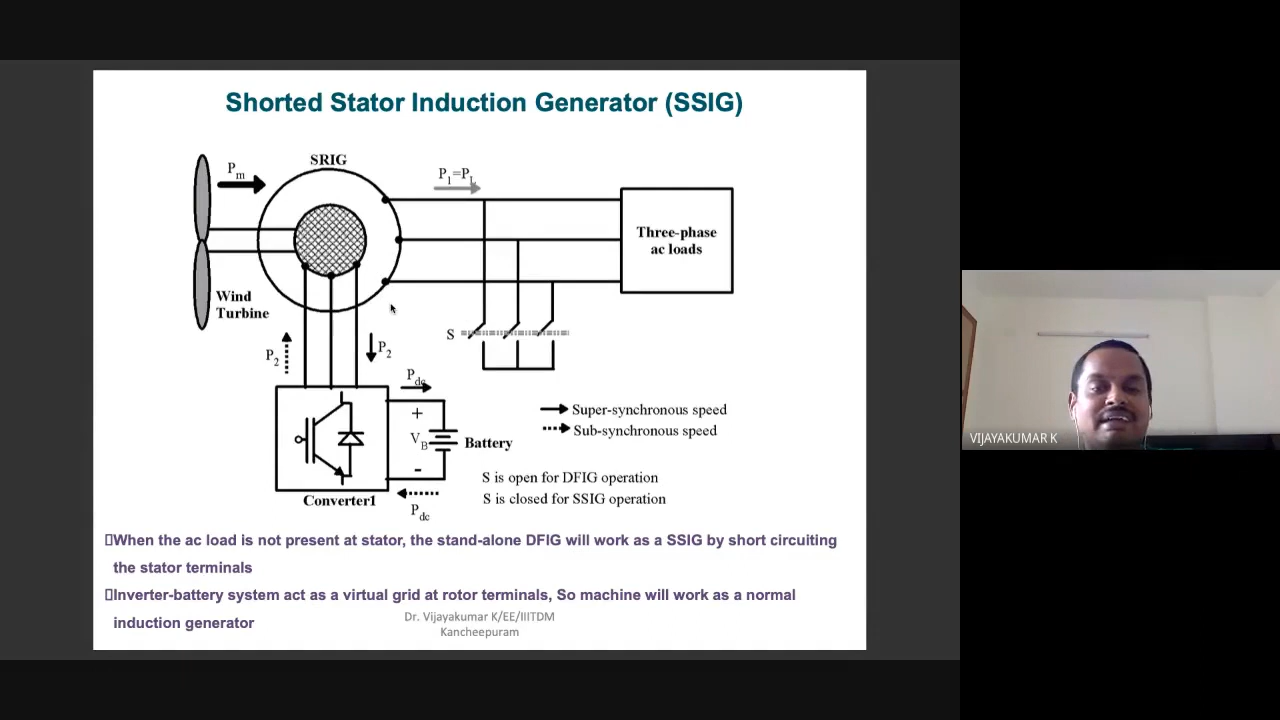 Shorted Stator Induction Generator (SSIG)
SRIG
Pm
P1=PL
Three-phase
ac loads
Wind
Turbine
S
P2
P2
Pdc
+
VB
Battery
-
Converter1
Pdc
Super-synchronous speed
Sub-synchronous speed
S is open for DFIG operation
S is closed for SSIG operation
When the ac load is not present at stator, the stand-alone DFIG will work as a SSIG by short circuiting
the stator terminals
Inverter-battery system act as a virtual grid at rotor terminals, So machine will work as a normal
induction generator
Dr. Vijayakumar K/EE/IIITDM
Kancheepuram
VIJAYAKUMAR K